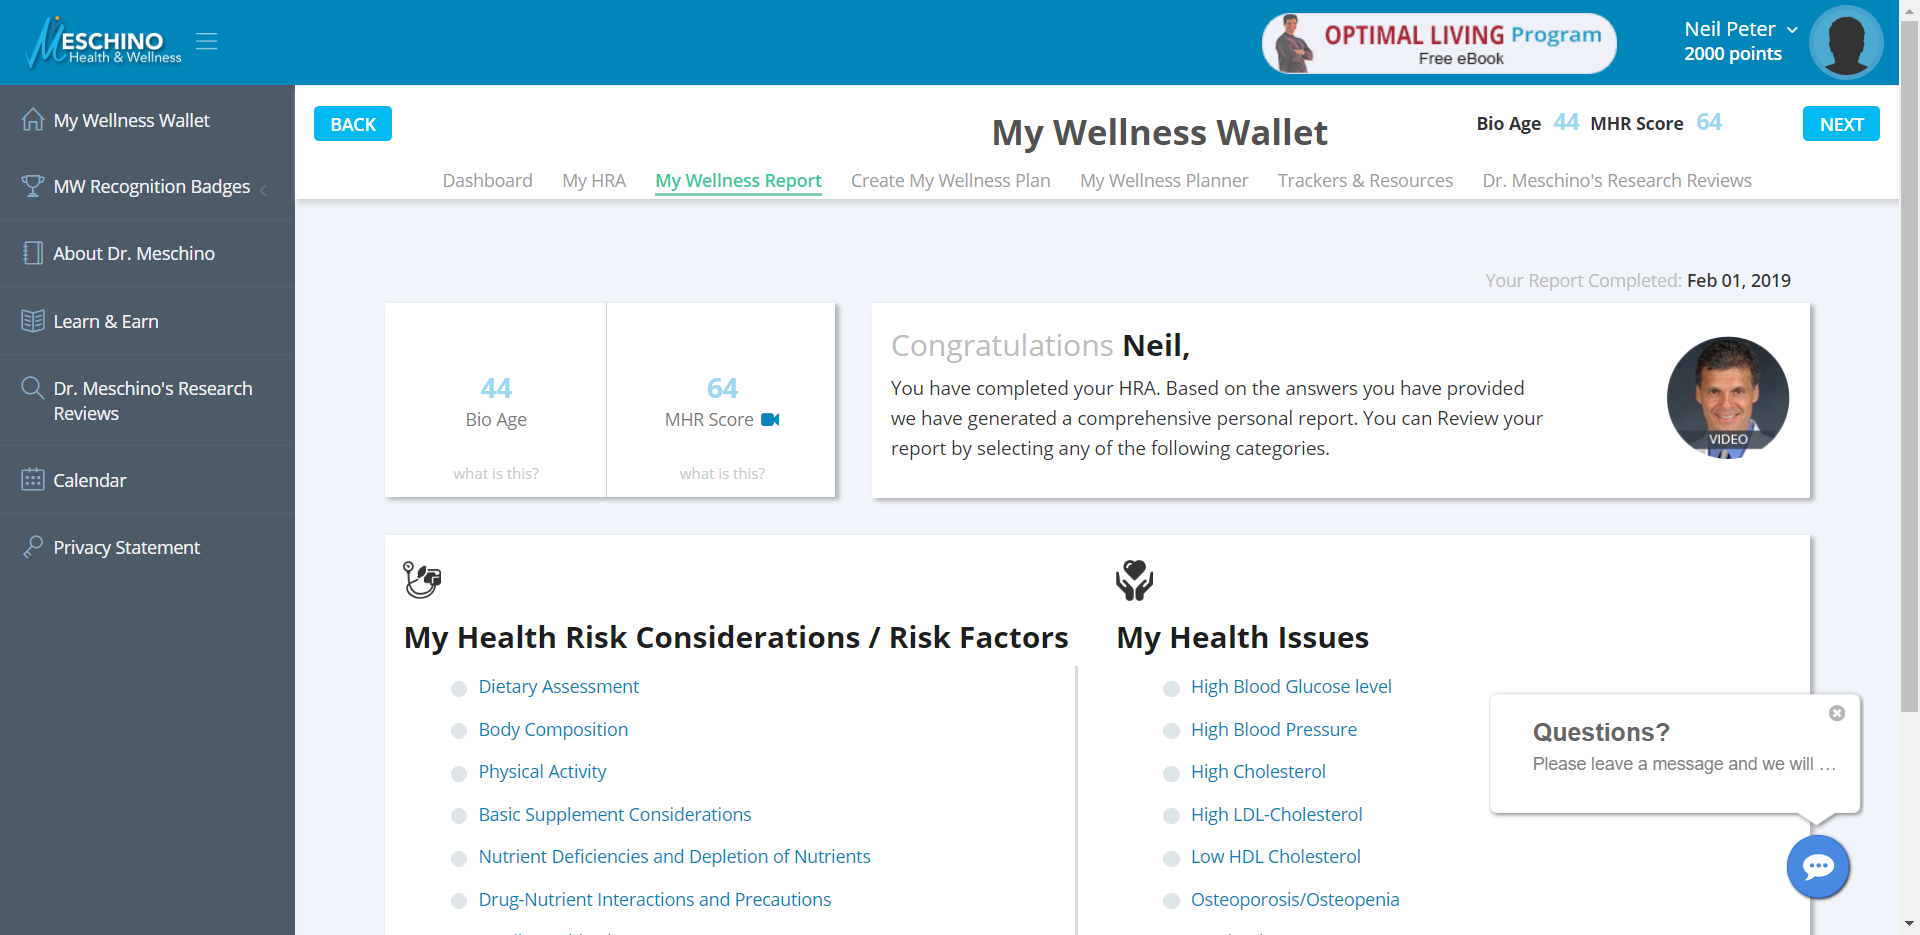 MESCHINO
Health & Wellness
OPTIMAL LIVING Program
Free eBook
Neil Peter
2000 points
My Wellness Wallet
MW Recognition Badges
About Dr. Meschino
Learn & Earn
Dr. Meschino's Research
Reviews
Calendar
Privacy Statement
BACK
My Wellness Wallet
Bio Age 44 MHR Score 64
NEXT
Dashboard My HRA My Wellness Report Create My Wellness Plan My Wellness Planner Trackers & Resources Dr. Meschino's Research Reviews
Your Report Completed: Feb 01, 2019
44
Bio Age
what is this?
64
MHR Score
what is this?
Congratulations Neil,
You have completed your HRA. Based on the answers you have provided
we have generated a comprehensive personal report. You can Review your
report by selecting any of the following categories.
VIDEO
My Health Risk Considerations / Risk Factors
Dietary Assessment
Body Composition
Physical Activity
Basic Supplement Considerations
Nutrient Deficiencies and Depletion of Nutrients
Drug-Nutrient Interactions and Precautions
My Health Issues
High Blood Glucose level
High Blood Pressure
High Cholesterol
High LDL-Cholesterol
Low HDL Cholesterol
Osteoporosis/Osteopenia
Questions?
Please leave a message and we will ...